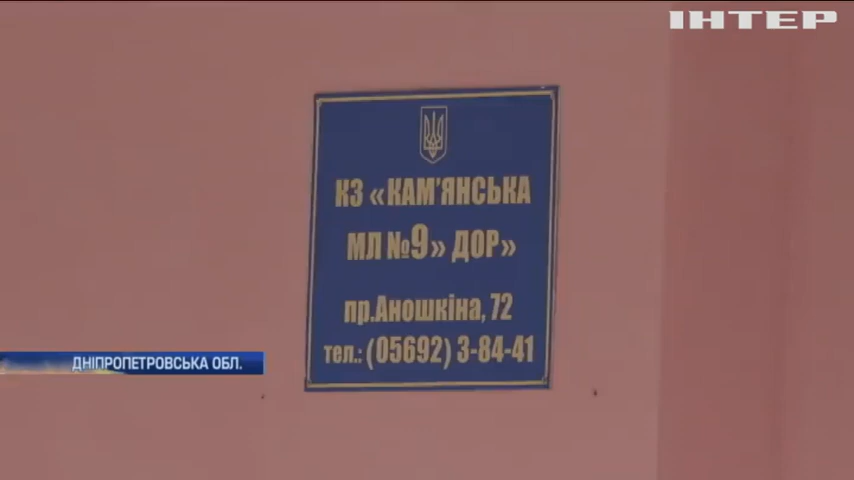 ІНТЕР
КЗ «КАМ'ЯНСЬКА
МЛ №9» ДОР»
пр.Аношкіна, 72
тел.: (05692) 3-84-41
ДНІПРОПЕТРОВСЬКА ОБЛ.